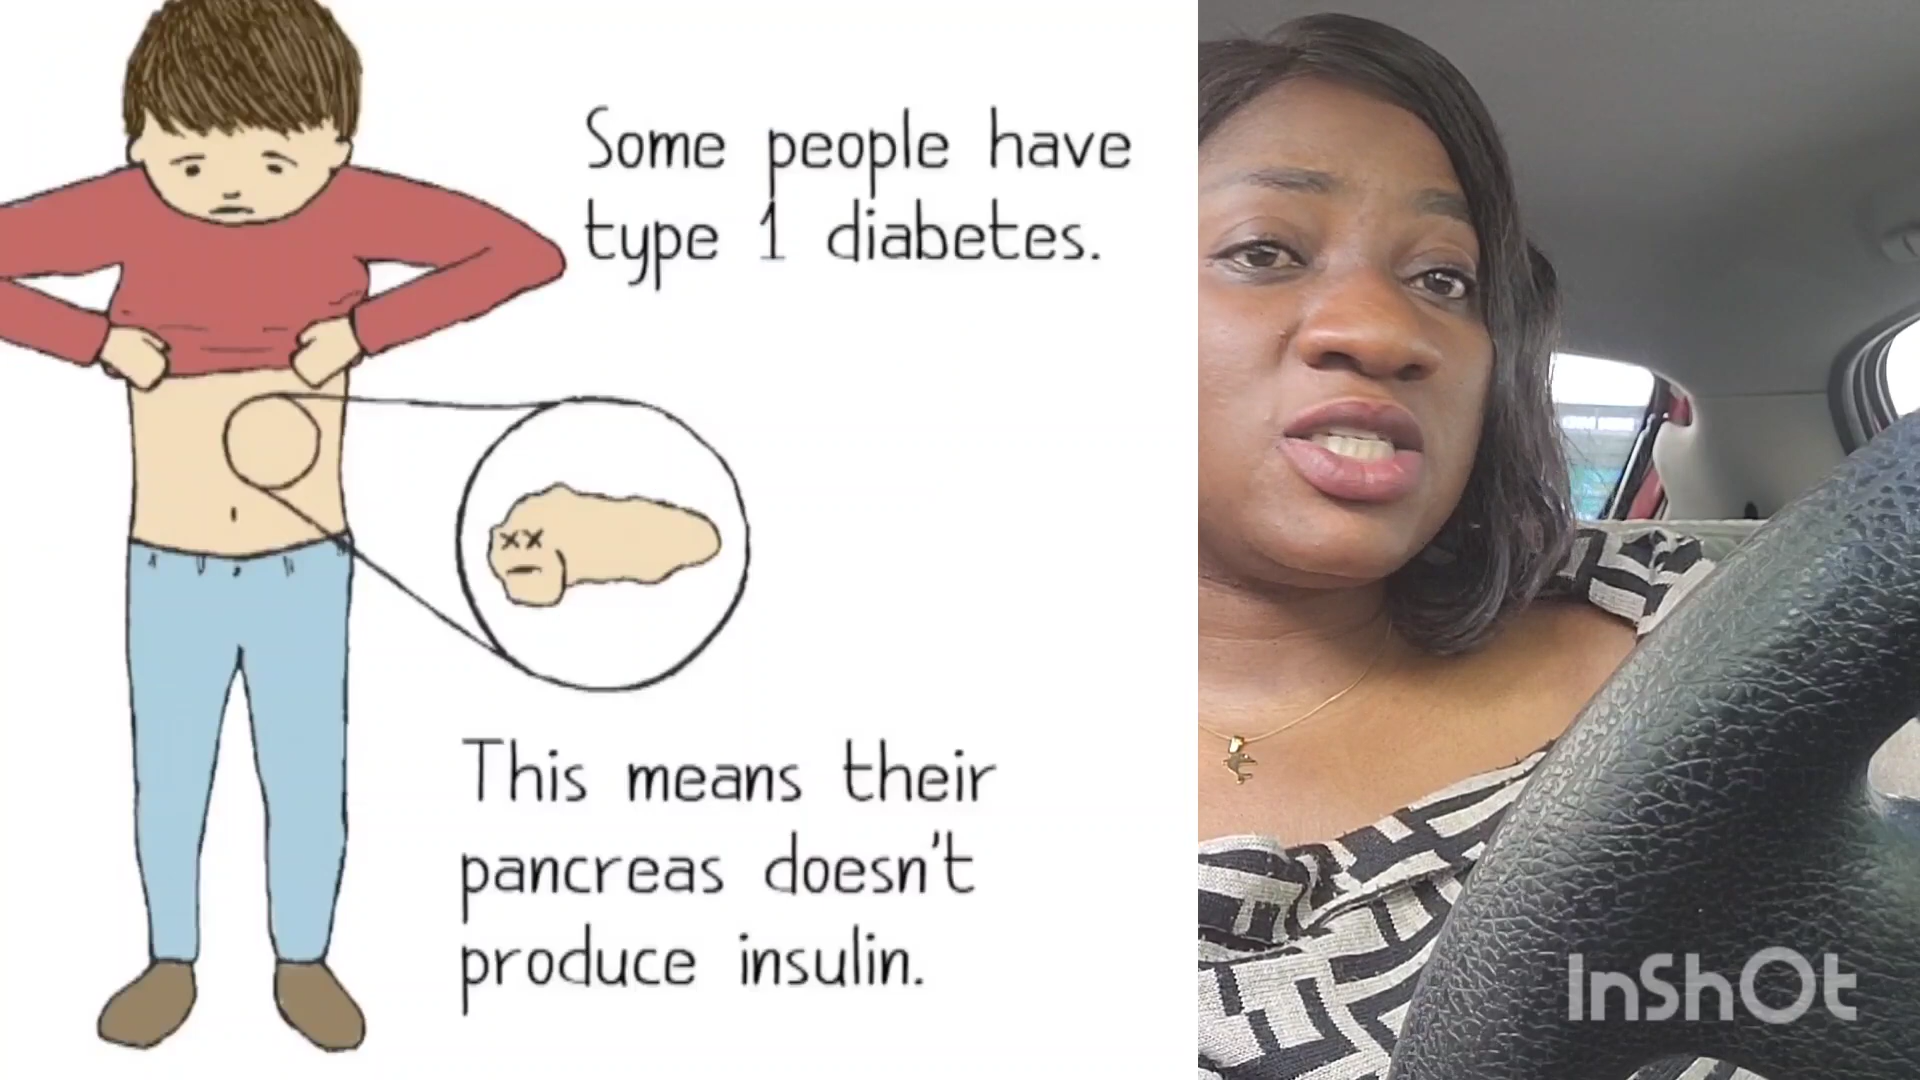 Some people have
type 1 diabetes.
This means their
pancreas doesn't
produce insulin.
InShOt